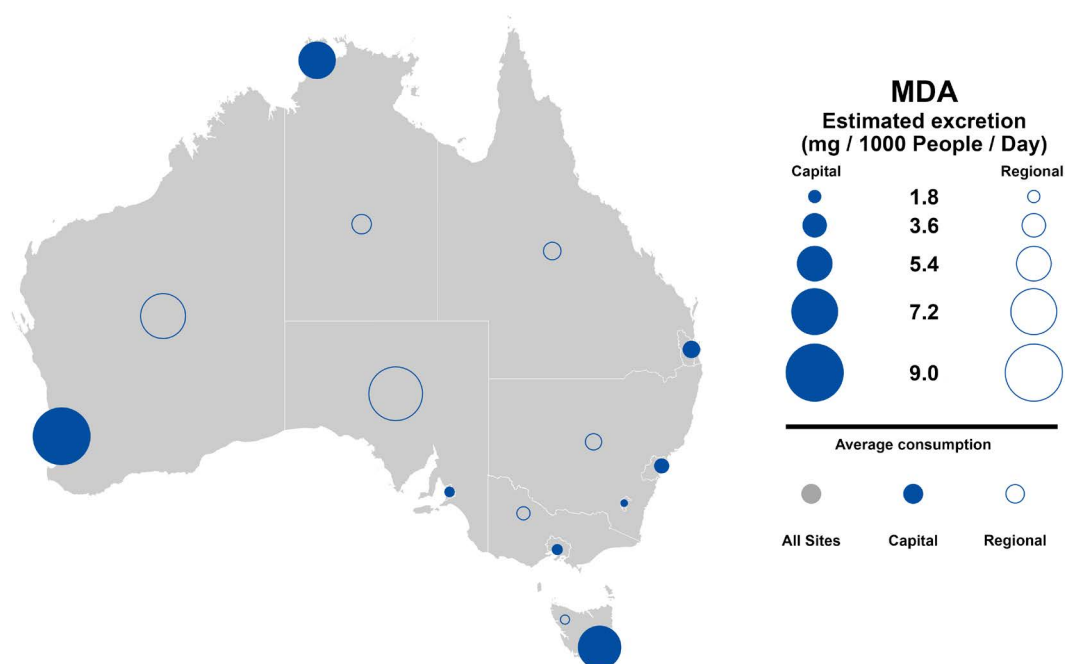 MDA
Estimated excretion
(mg / 1000 People / Day)
Capital Regional
1.8
3.6
5.4
7.2
9.0
Average consumption
All Sites Capital Regional